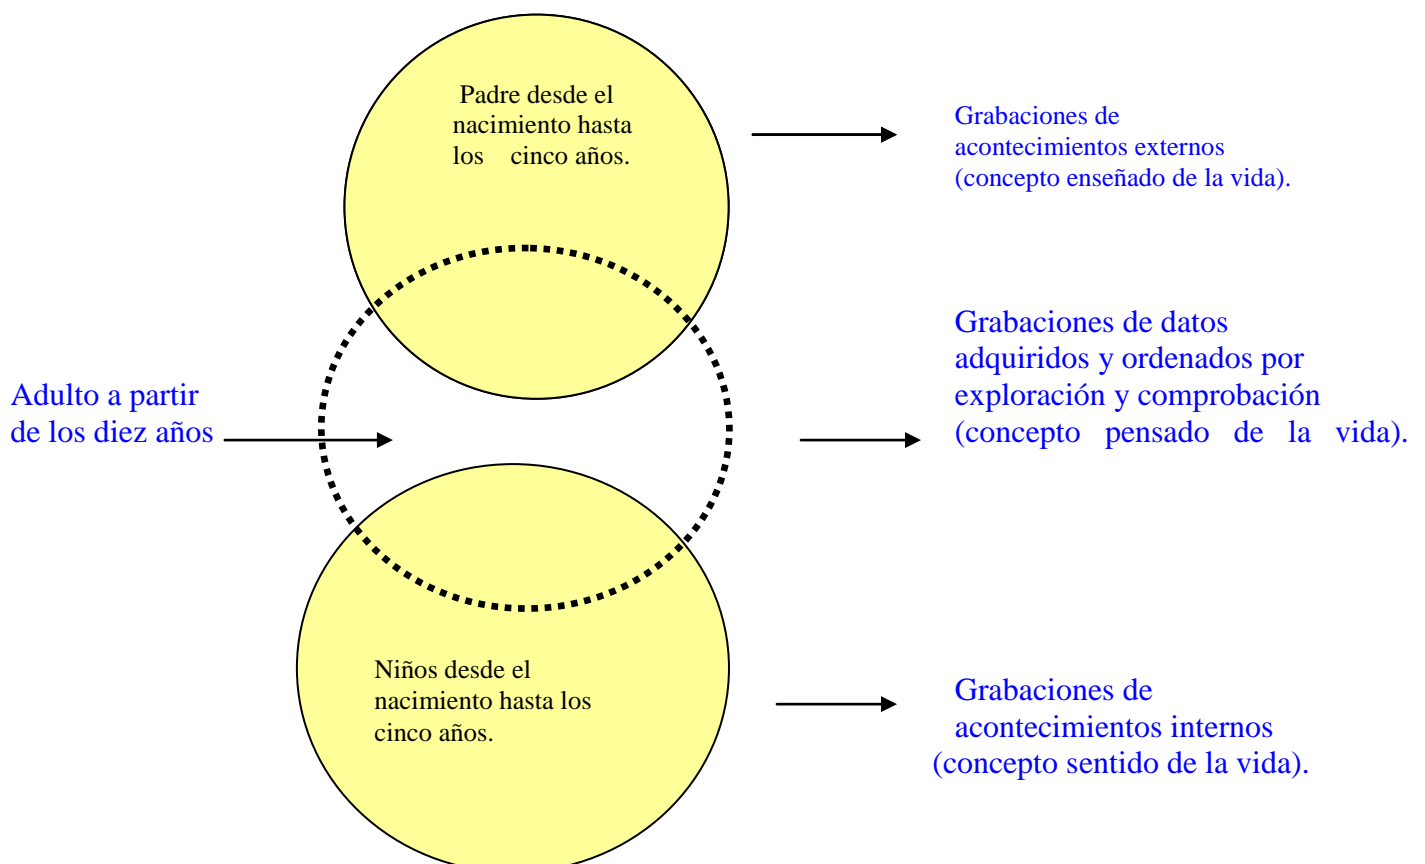 Padre desde el
nacimiento hasta
los cinco años.
Grabaciones de
acontecimientos externos
(concepto enseñado de la vida).
Adulto a partir
de los diez años
Grabaciones de datos
adquiridos y ordenados por
exploración y comprobación
(concepto pensado de la vida).
Niños desde el
nacimiento hasta los
cinco años.
Grabaciones de
acontecimientos internos
(concepto sentido de la vida).